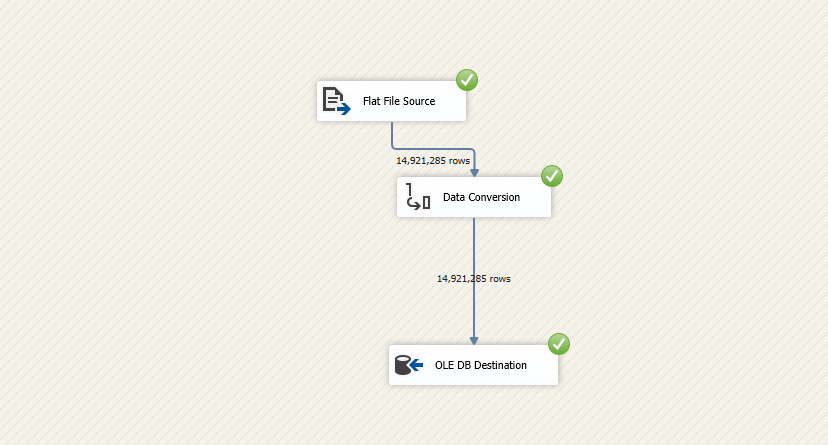 Flat File Source
14,921,285 rows
Data Conversion
14,921,285 rows
OLE DB Destination